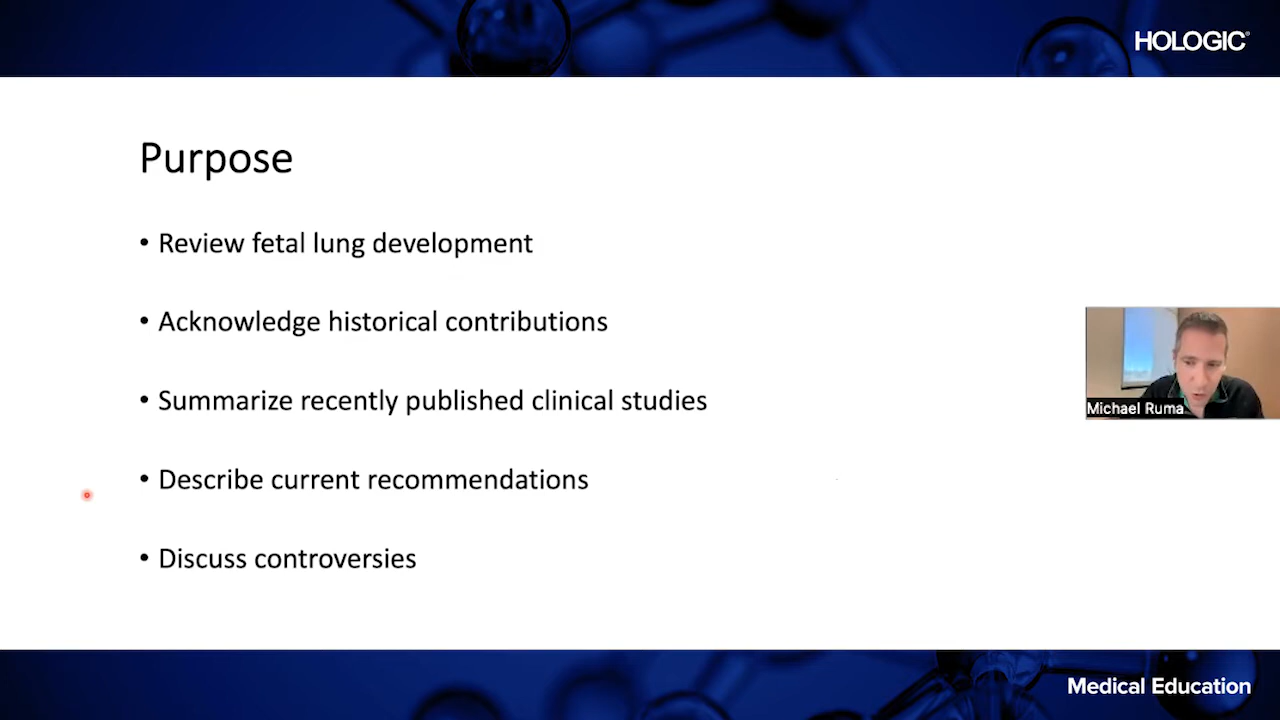 HOLOGIC®
Purpose
• Review fetal lung development
• Acknowledge historical contributions
• Summarize recently published clinical studies
• Describe current recommendations
• Discuss controversies
Michael Ruma
Medical Education